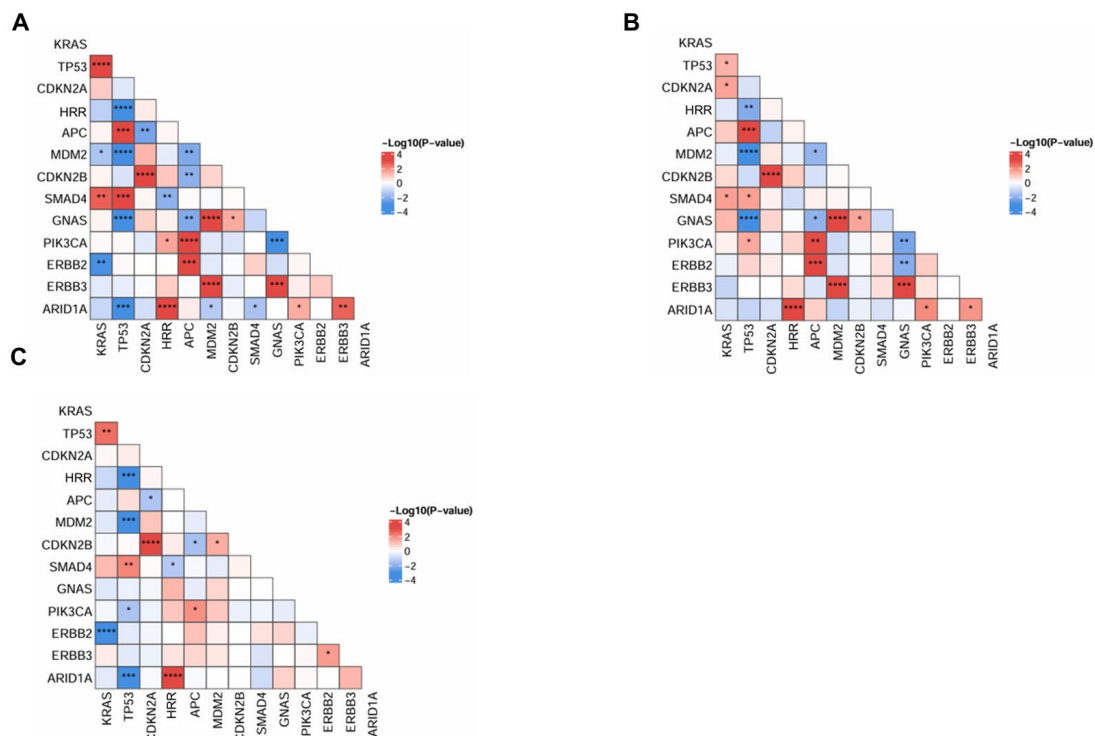 A
KRAS
TP53 ****
CDKN2A
HRR ****
APC *** **
MDM2 * **** **
CDKN2B **** **
SMAD4 ** *** **
GNAS **** ** **** *
PIK3CA * **** ***
ERBB2 ** ***
ERBB3 **** ***
ARID1A *** **** * * * **
KRAS TP53 CDKN2A HRR APC MDM2 CDKN2B SMAD4 GNAS PIK3CA ERBB2 ERBB3 ARID1A
-Log10(P-value)
4
2
0
-2
-4
B
KRAS
TP53 *
CDKN2A *
HRR **
APC ***
MDM2 **** *
CDKN2B ****
SMAD4 * *
GNAS **** * **** *
PIK3CA * ** **
ERBB2 *** **
ERBB3 **** ***
ARID1A **** * *
KRAS TP53 CDKN2A HRR APC MDM2 CDKN2B SMAD4 GNAS PIK3CA ERBB2 ERBB3 ARID1A
-Log10(P-value)
4
2
0
-2
-4
C
KRAS
TP53 **
CDKN2A
HRR ***
APC *
MDM2 ***
CDKN2B **** * *
SMAD4 ** *
GNAS
PIK3CA * *
ERBB2 ****
ERBB3 *
ARID1A *** ****
KRAS TP53 CDKN2A HRR APC MDM2 CDKN2B SMAD4 GNAS PIK3CA ERBB2 ERBB3 ARID1A
-Log10(P-value)
4
2
0
-2
-4